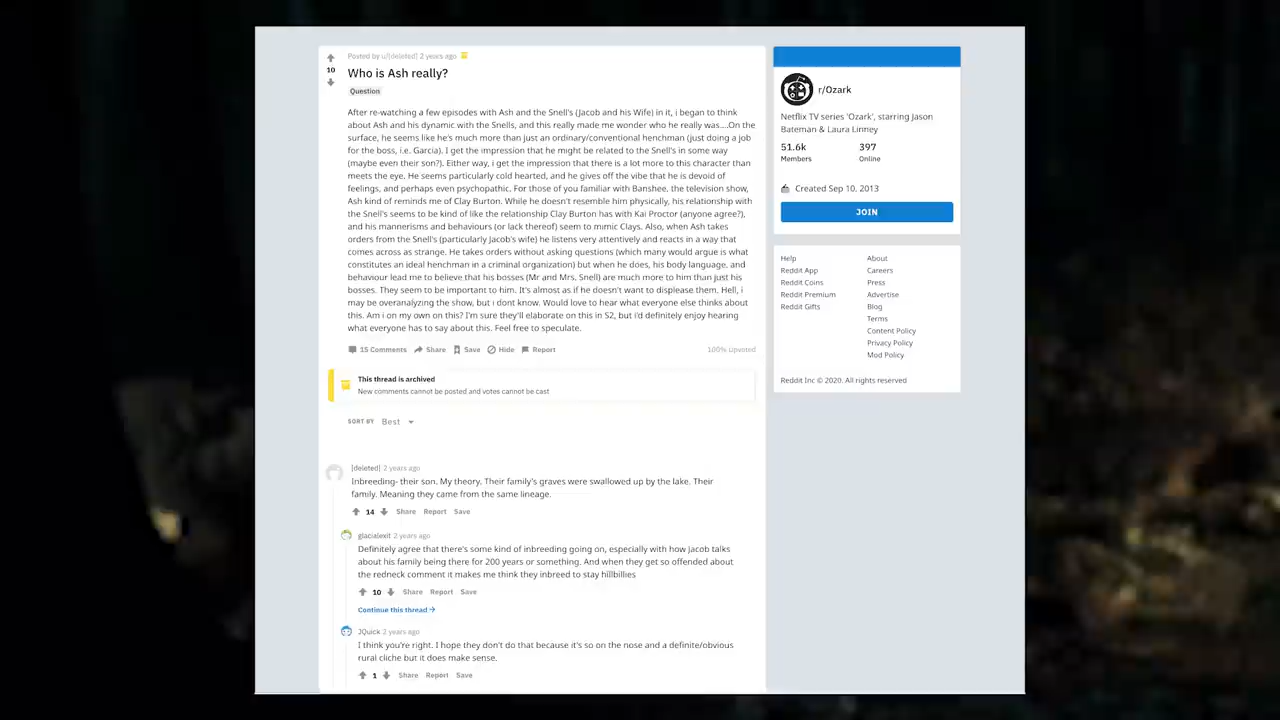 Posted by u/[deleted] 2 years ago
10
Who is Ash really?
Question
After re-watching a few episodes with Ash and the Snell's (Jacob and his Wife) in it, i began to think
about Ash and his dynamic with the Snells, and this really made me wonder who he really was....On the
surface, he seems like he's much more than just an ordinary/conventional henchman (just doing a job
for the boss, i.e. Garcia). I get the impression that he might be related to the Snell's in some way
(maybe even their son?). Either way, i get the impression that there is a lot more to this character than
meets the eye. He seems particularly cold hearted, and he gives off the vibe that he is devoid of
feelings, and perhaps even psychopathic. For those of you familiar with Banshee, the television show,
Ash kind of reminds me of Clay Burton. While he doesn't resemble him physically, his relationship with
the Snell's seems to be kind of like the relationship Clay Burton has with Kai Proctor (anyone agree?),
and his mannerisms and behaviours (or lack thereof) seem to mimic Clays. Also, when Ash takes
orders from the Snell's (particularly Jacob's wife) he listens very attentively and reacts in a way that
comes across as strange. He takes orders without asking questions (which many would argue is what
constitutes an ideal henchman in a criminal organization) but when he does, his body language, and
behaviour lead me to believe that his bosses (Mr and Mrs. Snell) are much more to him than just his
bosses. They seem to be important to him. It's almost as if he doesn't want to displease them. Hell, i
may be overanalyzing the show, but i dont know. Would love to hear what everyone else thinks about
this. Am i on my own on this? I'm sure they'll elaborate on this in S2, but i'd definitely enjoy hearing
what everyone has to say about this. Feel free to speculate.
15 Comments Share Save Hide Report 100% Upvoted
This thread is archived
New comments cannot be posted and votes cannot be cast
SORT BY Best
[deleted] 2 years ago
Inbreeding- their son. My theory. Their family's graves were swallowed up by the lake. Their
family. Meaning they came from the same lineage.
14 Share Report Save
glacialexit 2 years ago
Definitely agree that there's some kind of inbreeding going on, especially with how jacob talks
about his family being there for 200 years or something. And when they get so offended about
the redneck comment it makes me think they inbreed to stay hillbillies
10 Share Report Save
Continue this thread
JQuick 2 years ago
I think you're right. I hope they don't do that because it's so on the nose and a definite/obvious
rural cliche but it does make sense.
1 Share Report Save
r/Ozark
Netflix TV series 'Ozark', starring Jason
Bateman & Laura Linney
51.6k 397
Members Online
Created Sep 10, 2013
JOIN
Help About
Reddit App Careers
Reddit Coins Press
Reddit Premium Advertise
Reddit Gifts Blog
Terms
Content Policy
Privacy Policy
Mod Policy
Reddit Inc © 2020. All rights reserved